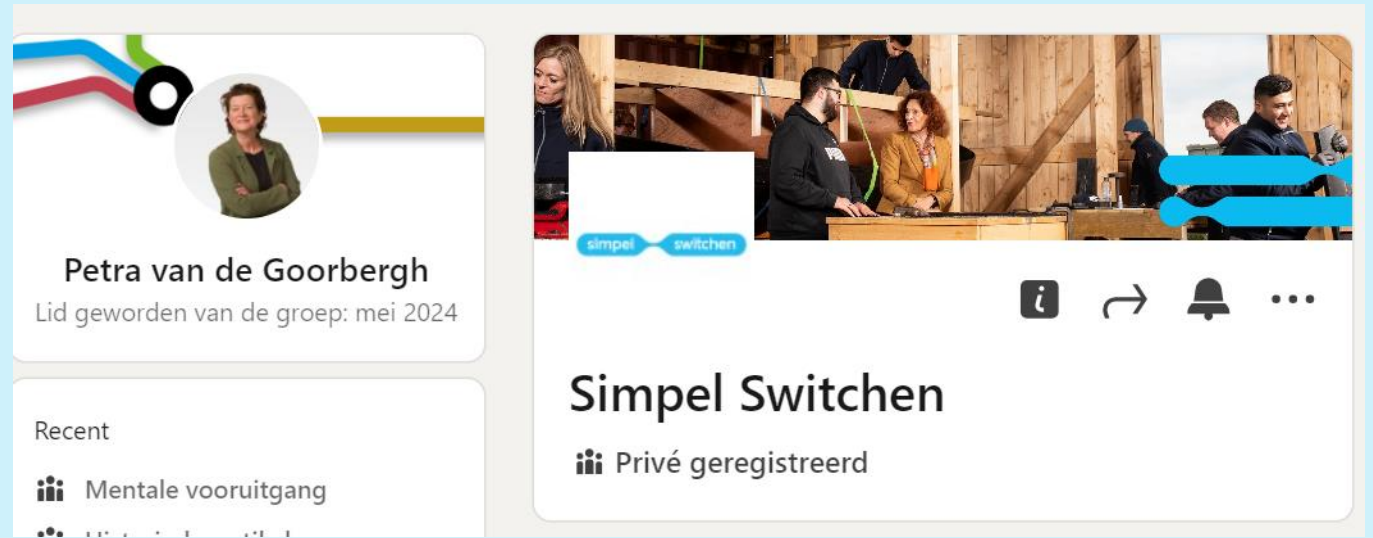 Petra van de Goorbergh
Lid geworden van de groep: mei 2024
Recent
Mentale vooruitgang
simpel switchen
Simpel Switchen
Privé geregistreerd